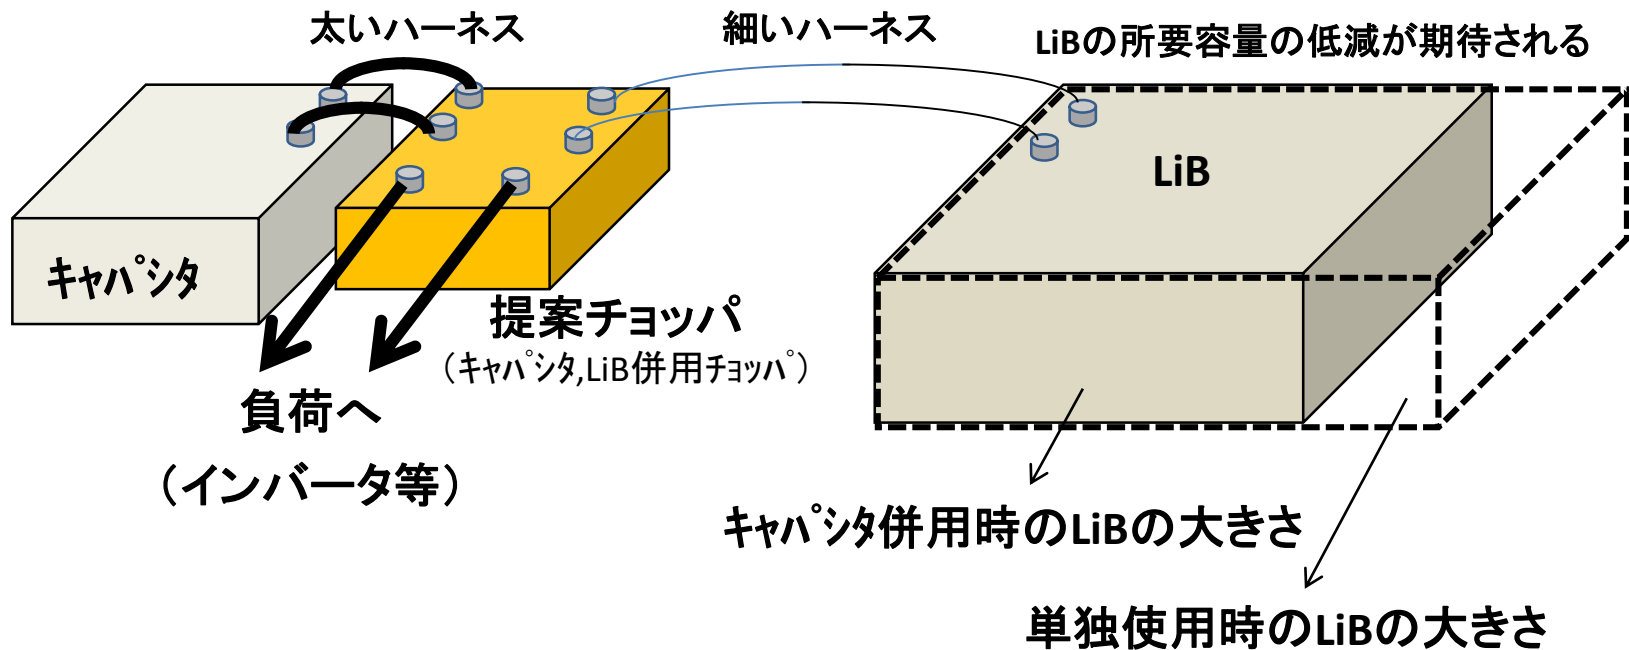 太いハーネス
細いハーネス
LiBの所要容量の低減が期待される
LiB
ｷｬﾊﾟｼﾀ
提案チョッパ
（ｷｬﾊﾟｼﾀ,LiB併用ﾁｮｯﾊﾟ）
負荷へ
（インバータ等）
ｷｬﾊﾟｼﾀ併用時のLiBの大きさ
単独使用時のLiBの大きさ